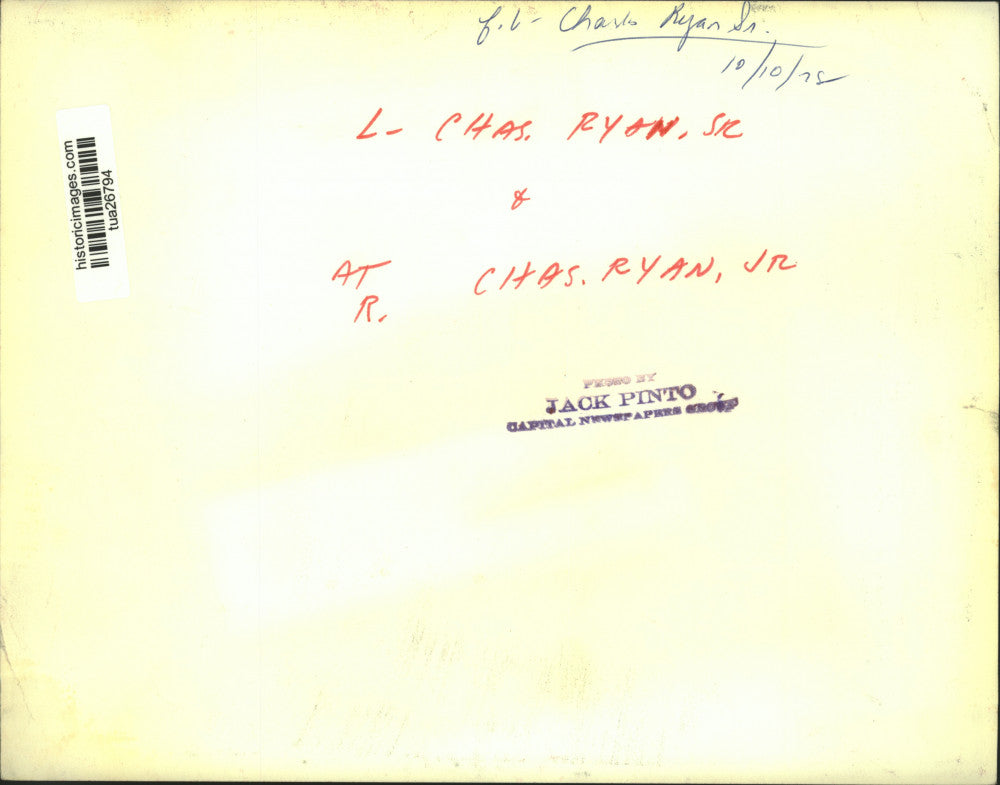 f.l- Charles Ryan Sr.
10/10/75
L- CHAS. RYAN, SR
&
AT CHAS. RYAN, JR
R.
PHOTO BY
JACK PINTO
CAPITAL NEWSPAPERS GROUP
historicimages.com
tua26794